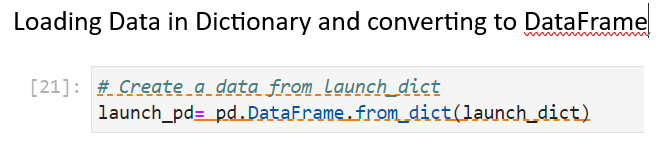 Loading Data in Dictionary and converting to DataFrame
[21]: # Create a data from launch_dict
launch_pd= pd.DataFrame.from_dict(launch_dict)